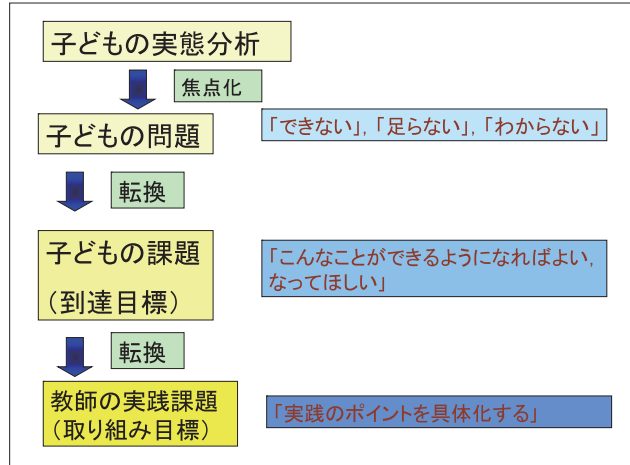 子どもの実態分析
焦点化
子どもの問題
「できない」，「足らない」，「わからない」
転換
子どもの課題
（到達目標）
「こんなことができるようになればよい，
なってほしい」
転換
教師の実践課題
（取り組み目標）
「実践のポイントを具体化する」